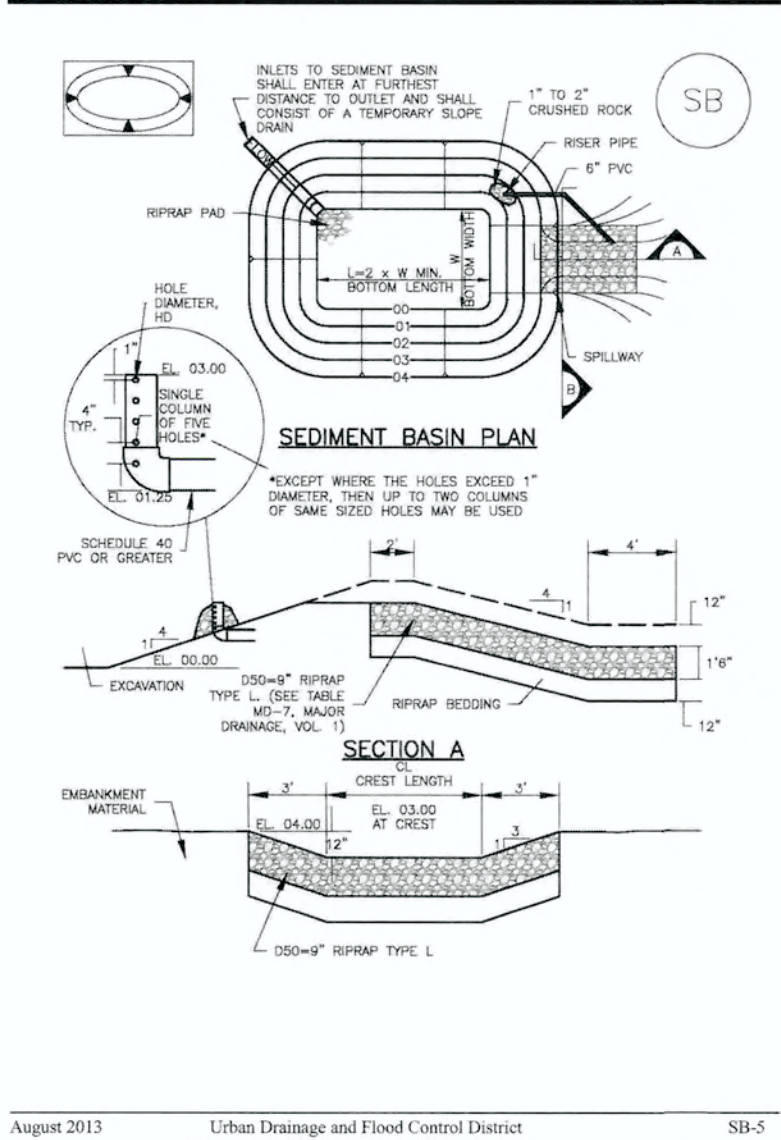 INLETS TO SEDIMENT BASIN
SHALL ENTER AT FURTHEST
DISTANCE TO OUTLET AND SHALL
CONSIST OF A TEMPORARY SLOPE
DRAIN
1" TO 2"
CRUSHED ROCK
SB
RISER PIPE
6" PVC
FLOW
RIPRAP PAD
A
W
BOTTOM WIDTH
L=2 x W MIN.
BOTTOM LENGTH
HOLE
DIAMETER,
HD
00
01
02
03
04
SPILLWAY
B
1"
EL. 03.00
4"
TYP.
SINGLE
COLUMN
OF FIVE
HOLES*
EL. 01.25
SEDIMENT BASIN PLAN
*EXCEPT WHERE THE HOLES EXCEED 1"
DIAMETER, THEN UP TO TWO COLUMNS
OF SAME SIZED HOLES MAY BE USED
SCHEDULE 40
PVC OR GREATER
2'
4'
4
1
12"
4
1
EL. 00.00
1'6"
EXCAVATION
D50=9" RIPRAP
TYPE L. (SEE TABLE
MD-7, MAJOR
DRAINAGE, VOL. 1)
RIPRAP BEDDING
12"
SECTION A
CL
CREST LENGTH
EMBANKMENT
MATERIAL
3'
3'
EL. 04.00
EL. 03.00
AT CREST
12"
3
1
D50=9" RIPRAP TYPE L
August 2013 Urban Drainage and Flood Control District SB-5